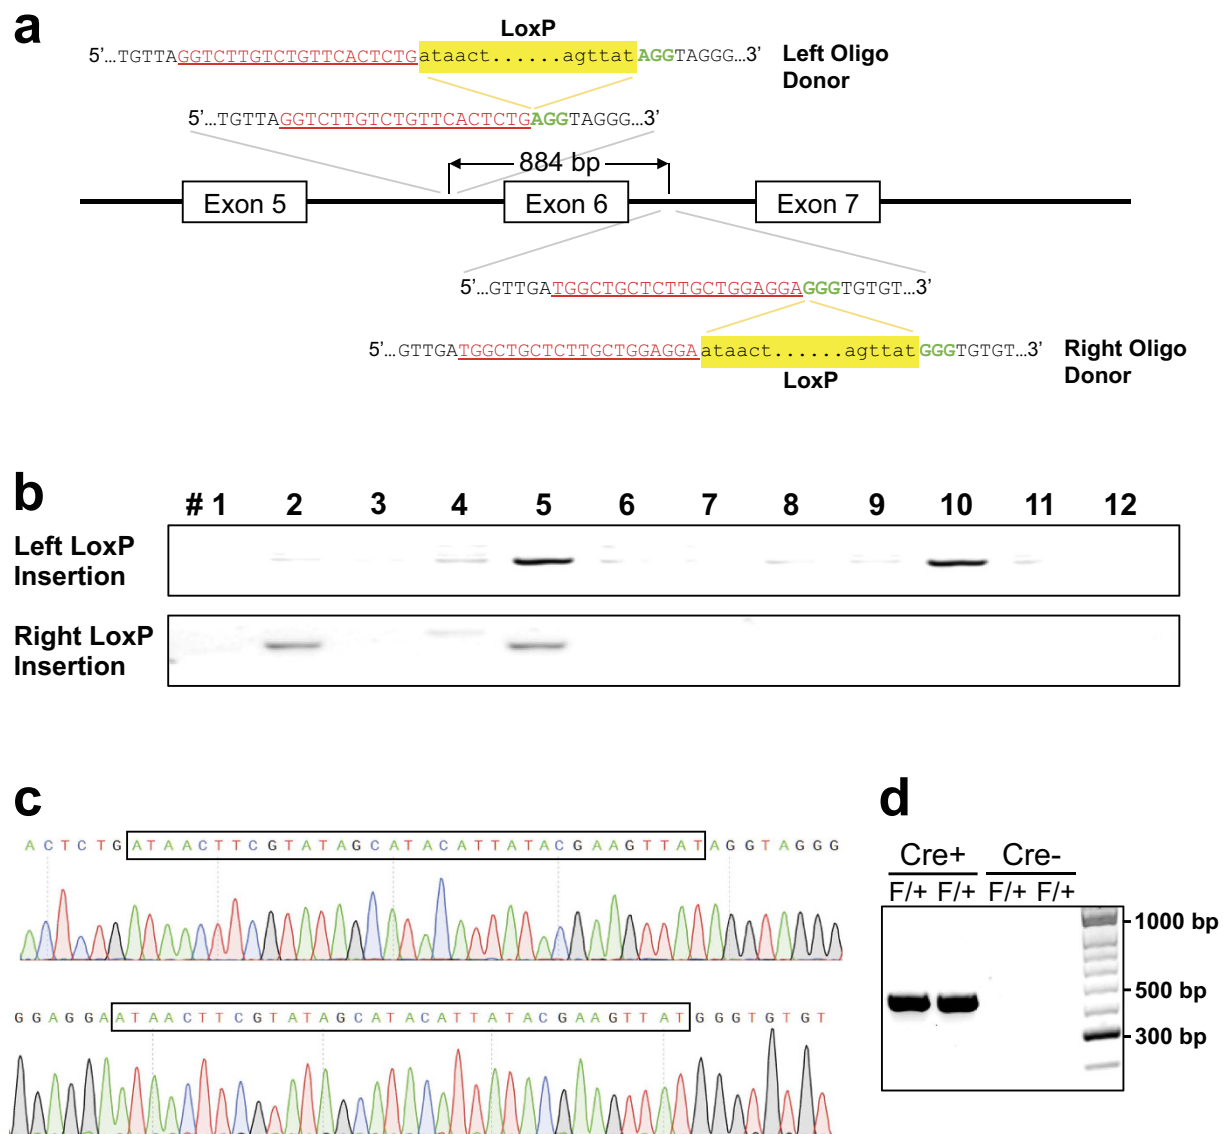 a
LoxP
5’...TGTTAGGTCTTGTCTGTTCACTCTGataact......agttatAGGTAGGG...3’
Left Oligo
Donor
5’...TGTTAGGTCTTGTCTGTTCACTCTGAGGTAGGG...3’
884 bp
Exon 5
Exon 6
Exon 7
5’...GTTGATGGCTGCTCTTGCTGGAGGAGGGTGTGT...3’
5’...GTTGATGGCTGCTCTTGCTGGAGGAataact......agttatGGGTGTGT...3’
Right Oligo
Donor
LoxP
b
# 1 2 3 4 5 6 7 8 9 10 11 12
Left LoxP
Insertion
Right LoxP
Insertion
c
ACTCTGATAACTTCGTATAGCATACATTATACGAAGTTATAGGTAGGG
GGAGGAATAACTTCGTATAGCATACATTATACGAAGTTATGGGTGTGT
d
Cre+ Cre-
F/+ F/+ F/+ F/+
1000 bp
500 bp
300 bp